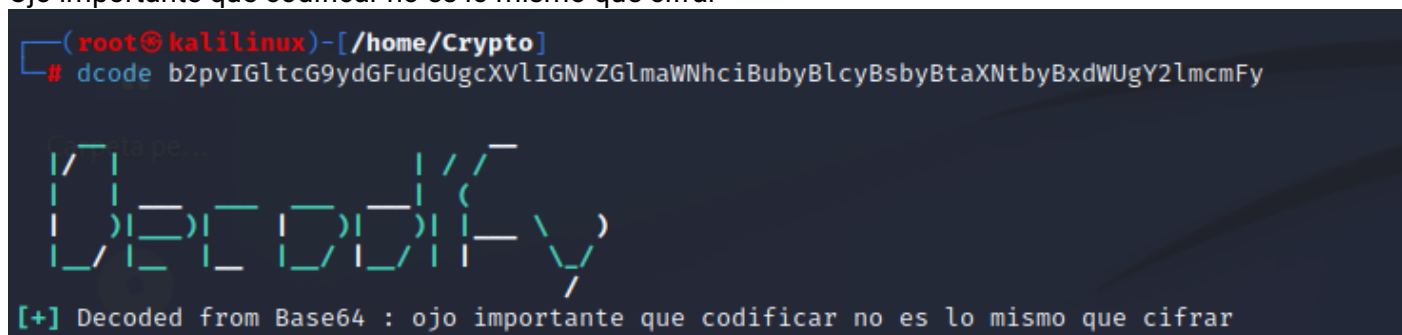 Ojo importante que codificar no es lo mismo que cifrar
(root㉿kalilinux)-[/home/Crypto]
# dcode b2pvIGltcG9ydGFudGUgcXVlIGNvZGlmaWNhciBubyBlcyBsbyBtaXNtbyBxdWUgY2lmcmFy
DecodiFy
[+] Decoded from Base64 : ojo importante que codificar no es lo mismo que cifrar